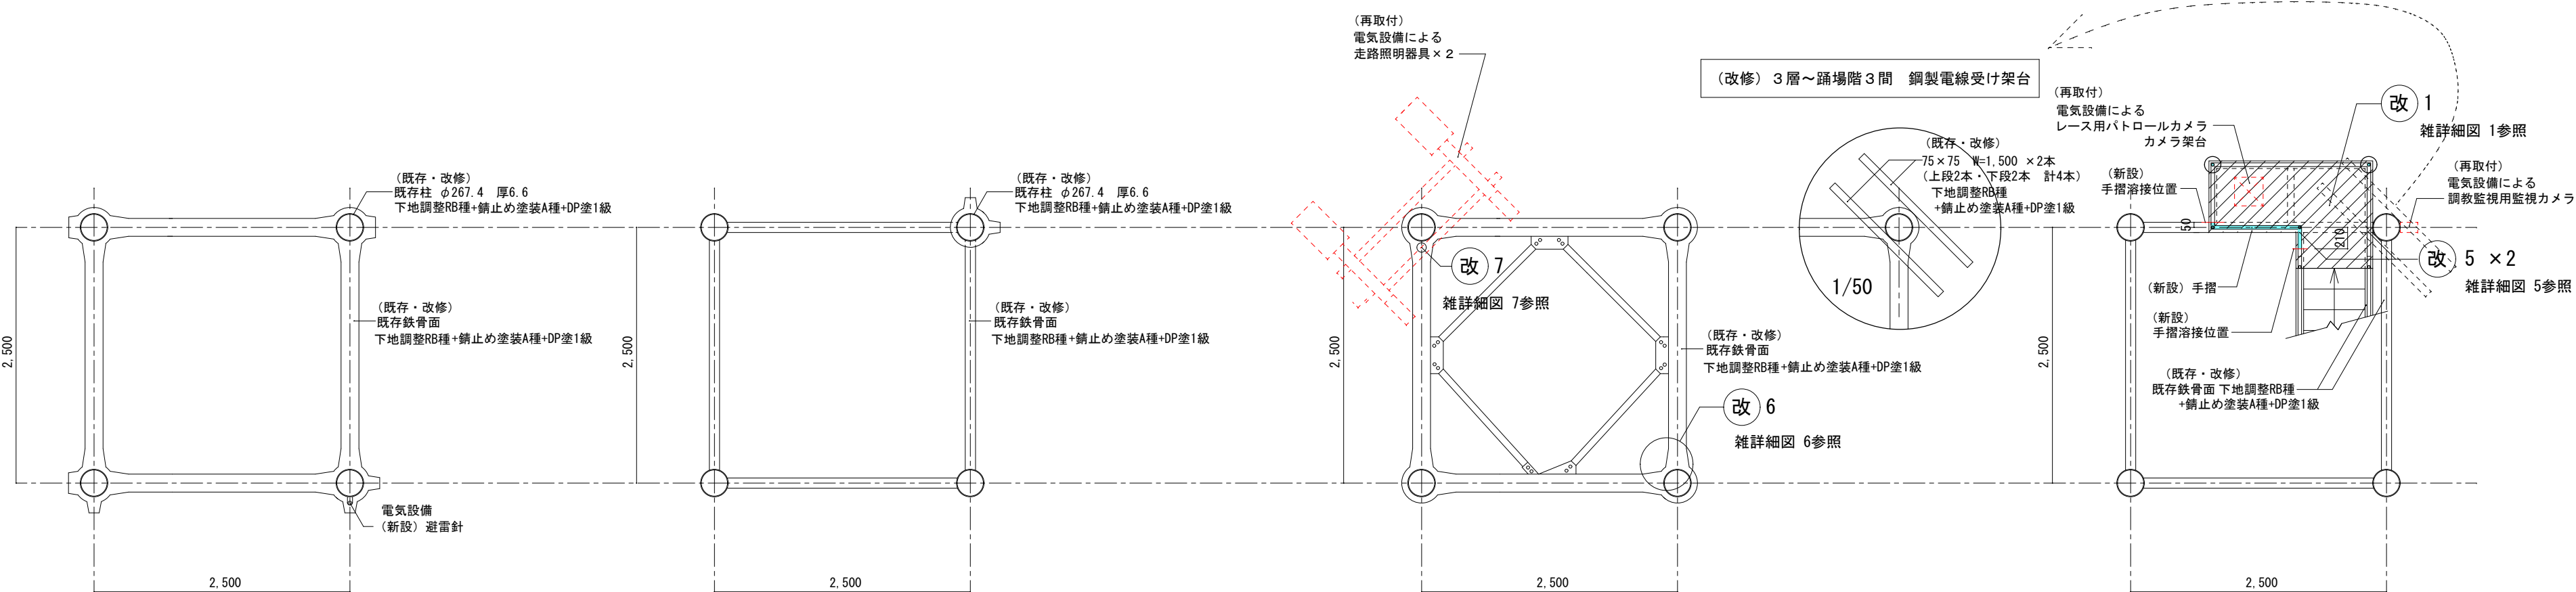 （既存・改修）
既存柱 φ267.4 厚6.6
下地調整RB種+錆止め塗装A種+DP塗1級
（既存・改修）
既存鉄骨面
下地調整RB種+錆止め塗装A種+DP塗1級
2,500
電気設備
（新設）避雷針
2,500
（既存・改修）
既存柱 φ267.4 厚6.6
下地調整RB種+錆止め塗装A種+DP塗1級
（既存・改修）
既存鉄骨面
下地調整RB種+錆止め塗装A種+DP塗1級
2,500
2,500
（再取付）
電気設備による
走路照明器具×2
改 7
雑詳細図 7参照
（既存・改修）
既存鉄骨面
下地調整RB種+錆止め塗装A種+DP塗1級
改 6
雑詳細図 6参照
2,500
2,500
（改修）３層～踊場階３間　鋼製電線受け架台
（既存・改修）
75×75 W=1,500 ×2本
（上段2本・下段2本 計4本）
下地調整RB種
+錆止め塗装A種+DP塗1級
1/50
（再取付）
電気設備による
レース用パトロールカメラ
カメラ架台
改 1
雑詳細図 1参照
（新設）
手摺溶接位置
（再取付）
電気設備による
調教監視用監視カメラ
50
210
改 5 ×2
雑詳細図 5参照
（新設）手摺
（新設）
手摺溶接位置
（既存・改修）
既存鉄骨面 下地調整RB種
+錆止め塗装A種+DP塗1級
2,500
2,500